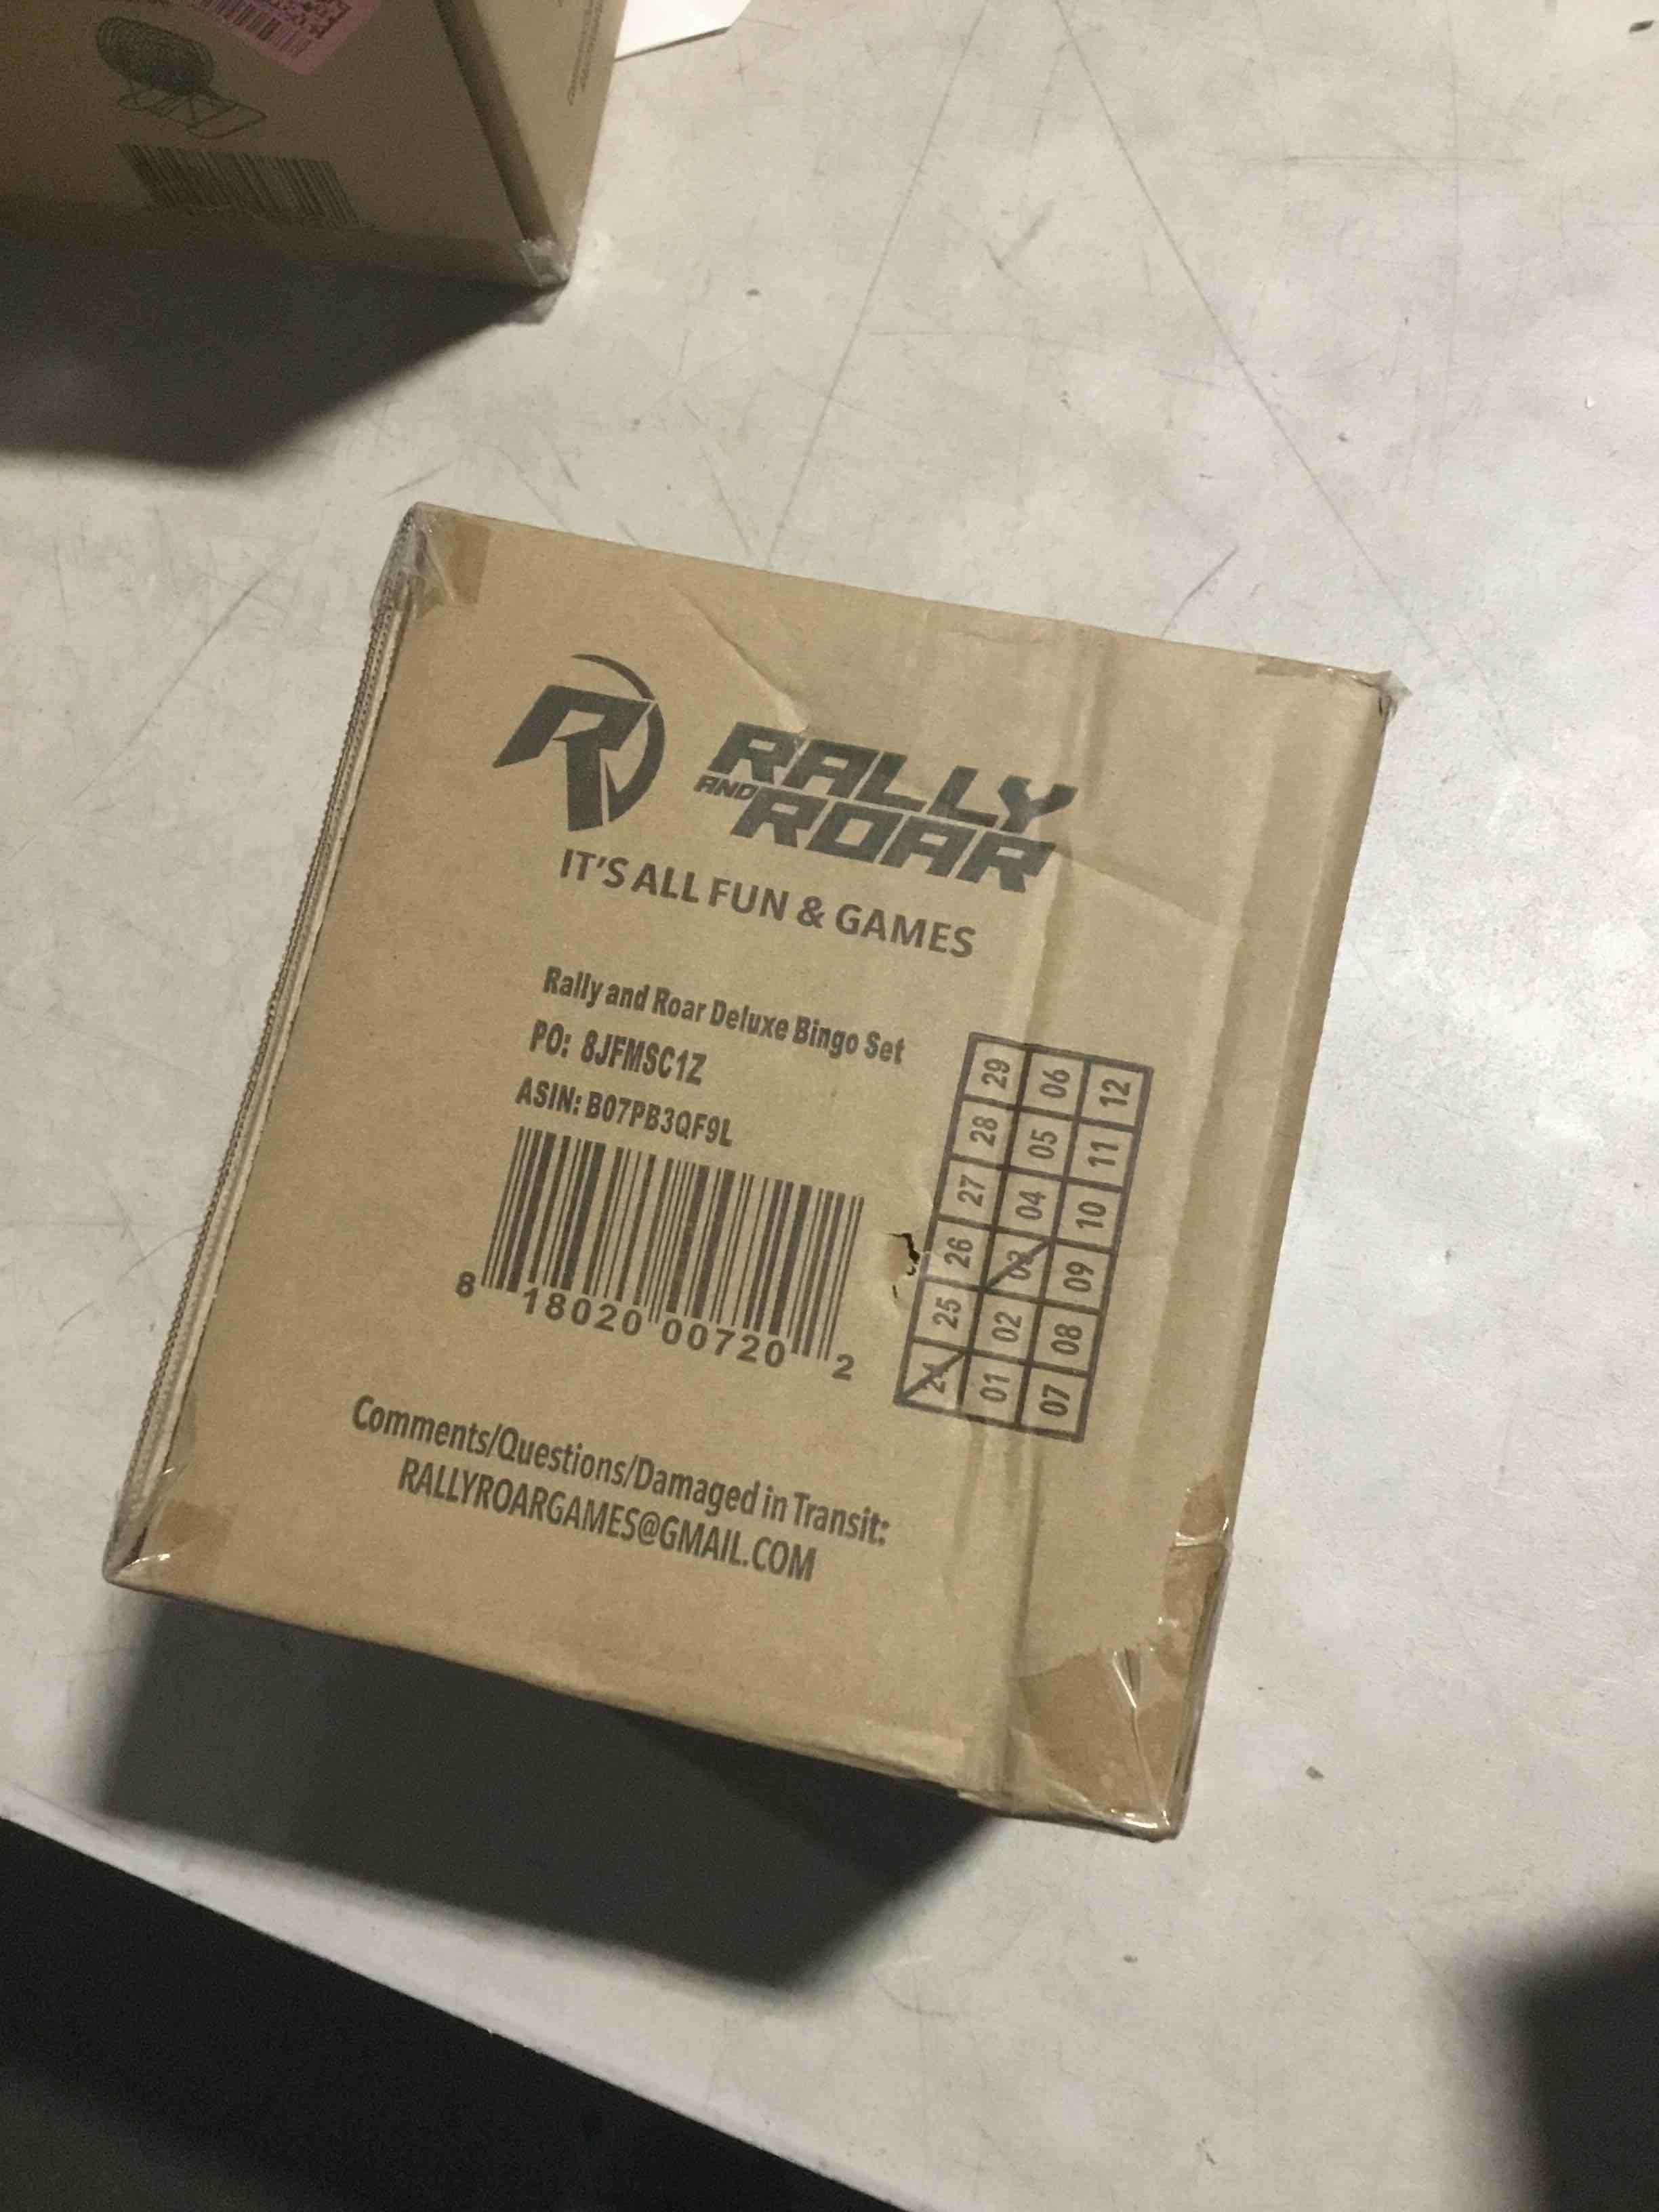 RALLY
AND
ROAR
IT'S ALL FUN & GAMES
Rally and Roar Deluxe Bingo Set
PO: 8JFMSC1Z
ASIN: B07PB3QF9L
8 18020 00720 2
25 26 27 28 29
01 02 03 04 05 06
07 08 09 10 11 12
Comments/Questions/Damaged in Transit:
RALLYROARGAMES@GMAIL.COM